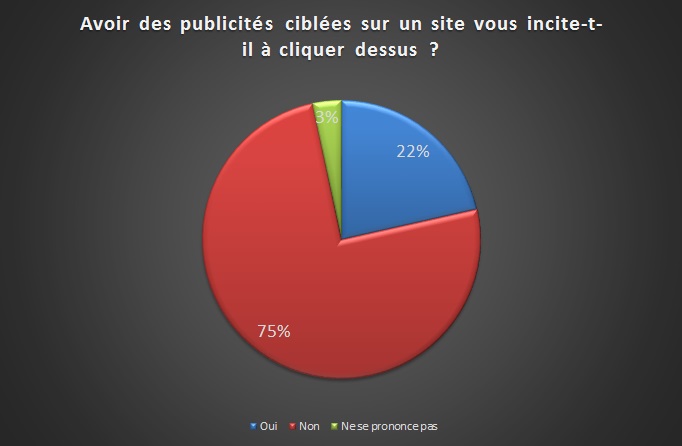 Avoir des publicités ciblées sur un site vous incite-t-
il à cliquer dessus ?
3%
22%
75%
Oui Non Ne se prononce pas